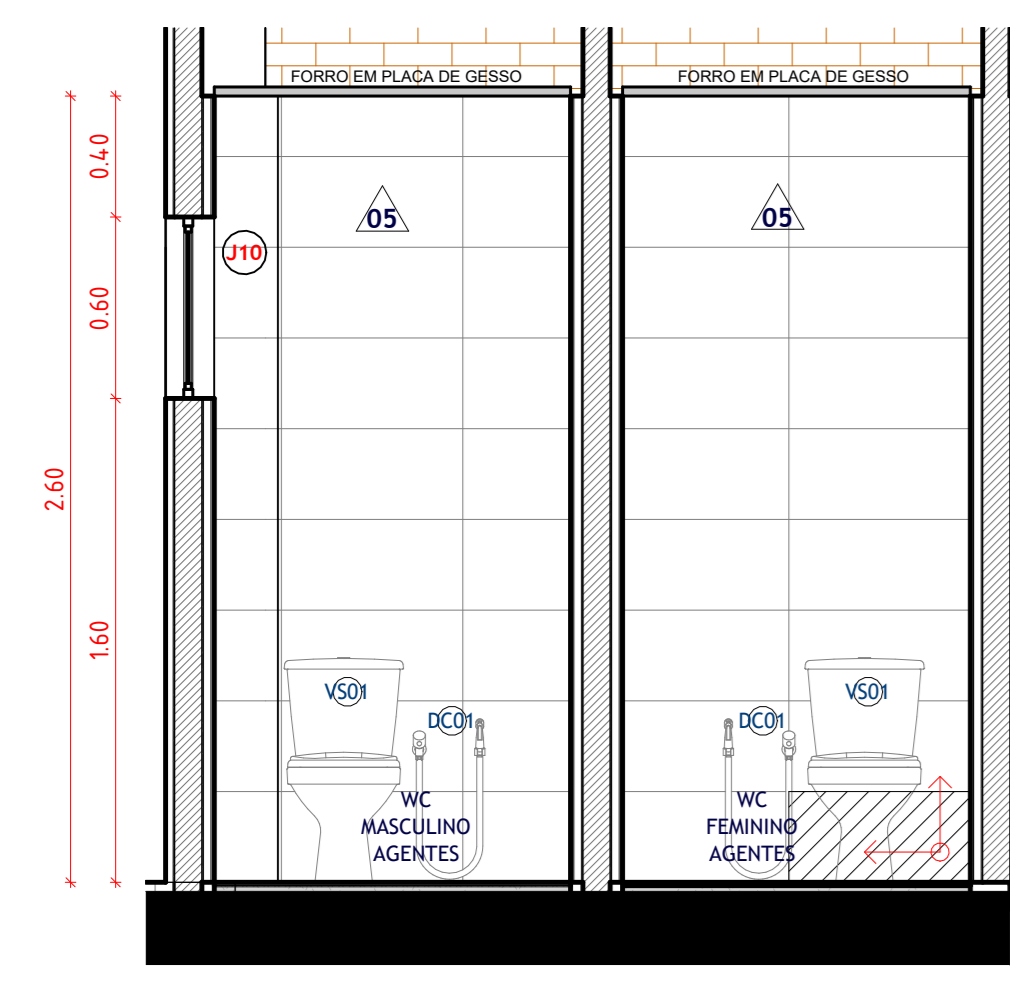 FORRO EM PLACA DE GESSO
FORRO EM PLACA DE GESSO
0.40
05
05
J10
0.60
2.60
1.60
VS01
VS01
DC01
DC01
WC
MASCULINO
AGENTES
WC
FEMININO
AGENTES